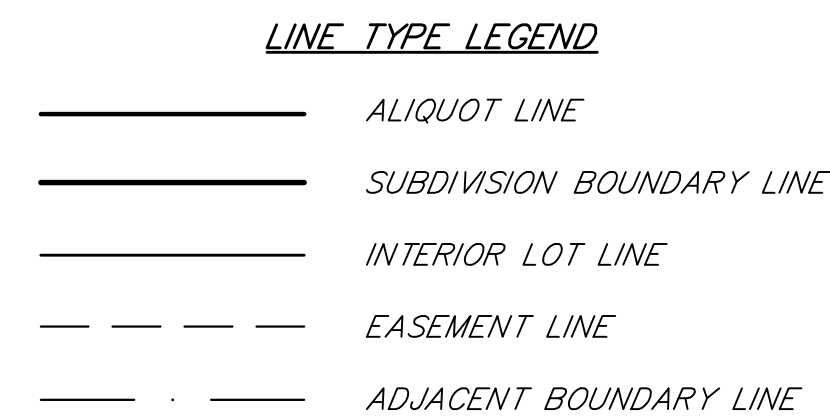 LINE TYPE LEGEND
ALIQUOT LINE
SUBDIVISION BOUNDARY LINE
INTERIOR LOT LINE
EASEMENT LINE
ADJACENT BOUNDARY LINE